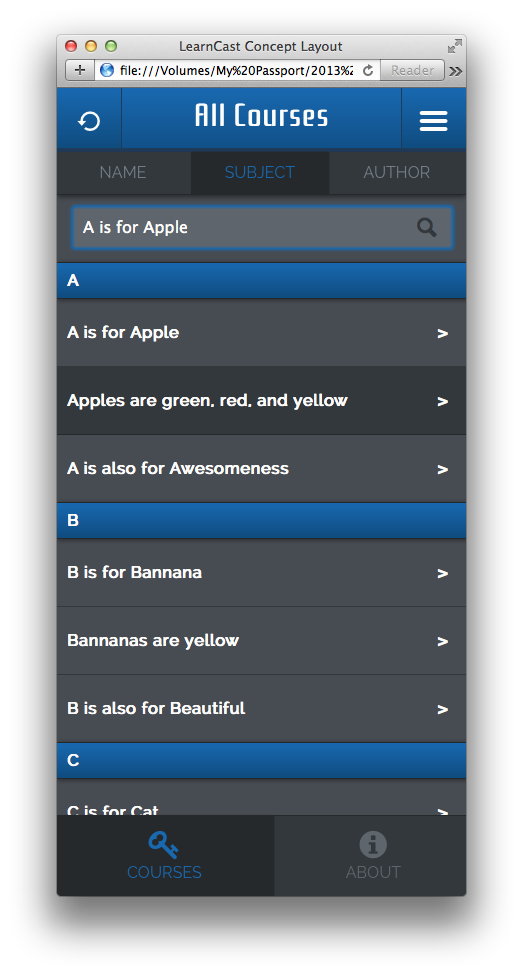 LearnCast Concept Layout
file:///Volumes/My%20Passport/2013%2
Reader
All Courses
NAME SUBJECT AUTHOR
A is for Apple
A
A is for Apple >
Apples are green, red, and yellow >
A is also for Awesomeness >
B
B is for Bannana >
Bannanas are yellow >
B is also for Beautiful >
C
C is for Cat >
COURSES ABOUT